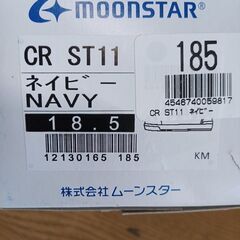 MOONSTAR®
CR ST11
ネイビー
NAVY
18.5
12130165 185
185
4546740059817
CR ST11 ネイビー
KM
株式会社ムーンスター